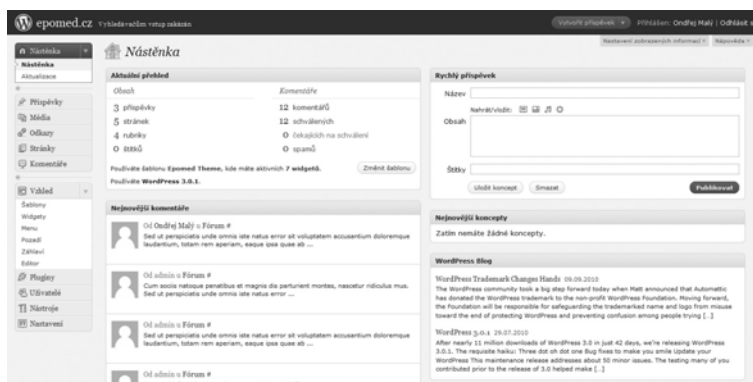 epomed.cz Vyhledávačům vstup zakázán
Vytvořit příspěvek
Přihlášen: Ondřej Malý | Odhlásit s
Nastavení zobrazených informací
Nápověda
Nástěnka
Nástěnka
Aktualizace
Příspěvky
Média
Odkazy
Stránky
Komentáře
Vzhled
Šablony
Widgety
Menu
Pozadí
Záhlaví
Editor
Pluginy
Uživatelé
Nástroje
Nastavení
Nástěnka
Aktuální přehled
Obsah
Komentáře
3 příspěvky
12 komentářů
5 stránek
12 schválených
4 rubriky
0 čekajících na schválení
0 štítků
0 spamů
Používáte šablonu Epomed Theme, kde máte aktivních 7 widgetů.
Změnit šablonu
Používáte WordPress 3.0.1.
Nejnovější komentáře
Od Ondřej Malý u Fórum #
Sed ut perspiciatis unde omnis iste natus error sit voluptatem accusantium doloremque
laudantium, totam rem aperiam, eaque ipsa quae ab ...
Od admin u Fórum #
Cum sociis natoque penatibus et magnis dis parturient montes, nascetur ridiculus mus.
Sed ut perspiciatis unde omnis iste natus error ...
Od admin u Fórum #
Sed ut perspiciatis unde omnis iste natus error sit voluptatem accusantium doloremque
laudantium, totam rem aperiam, eaque ipsa quae ab ...
Od admin u Fórum #
Rychlý příspěvek
Název
Nahrát/vložit:
Obsah
Štítky
Uložit koncept
Smazat
Publikovat
Nejnovější koncepty
Zatím nemáte žádné koncepty.
WordPress Blog
WordPress Trademark Changes Hands 09.09.2010
The WordPress community took a big step forward today when Matt announced that Automattic
has donated the WordPress trademark to the non-profit WordPress Foundation. Moving forward,
the Foundation will be responsible for safeguarding the trademarked name and logo from misuse
toward the end of protecting WordPress and preventing confusion among people trying [...]
WordPress 3.0.1 29.07.2010
After nearly 11 million downloads of WordPress 3.0 in just 42 days, we're releasing WordPress
3.0.1. The requisite haiku: Three dot oh dot one Bug fixes to make you smile Update your
WordPress This maintenance release addresses about 50 minor issues. The testing many of you
contributed prior to the release of 3.0 helped make [...]